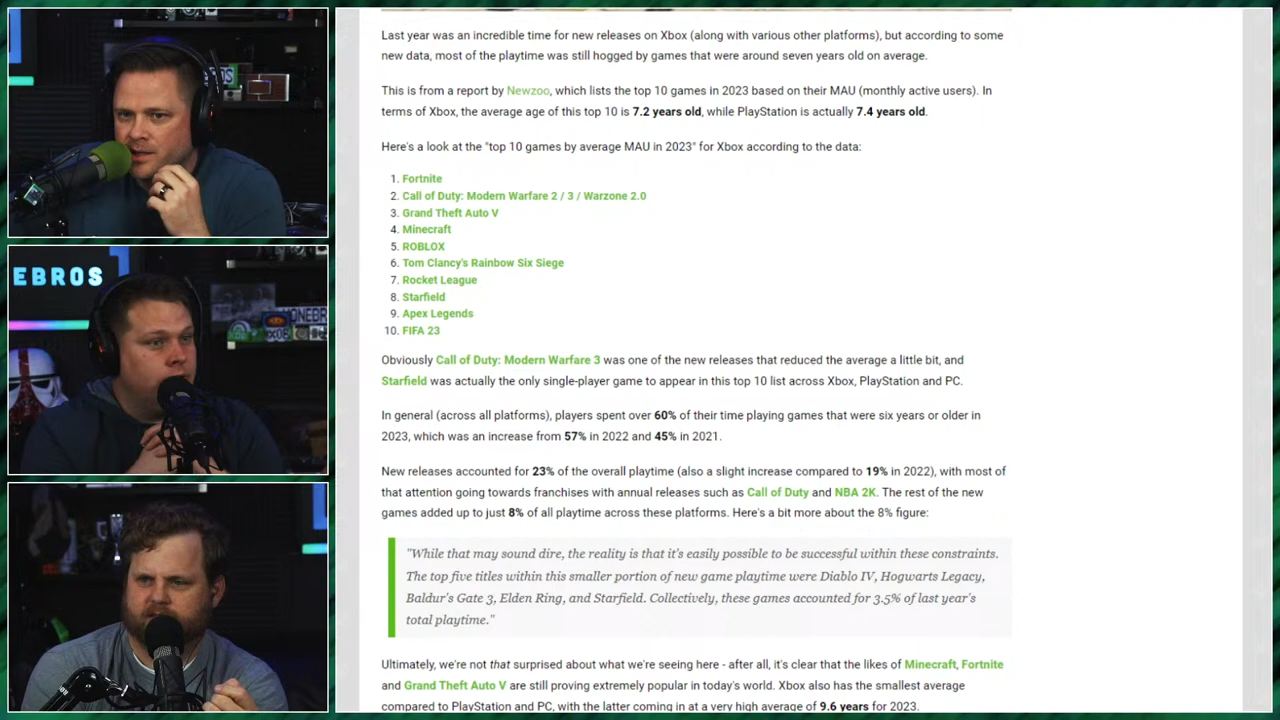 EBROS
Last year was an incredible time for new releases on Xbox (along with various other platforms), but according to some
new data, most of the playtime was still hogged by games that were around seven years old on average.
This is from a report by Newzoo, which lists the top 10 games in 2023 based on their MAU (monthly active users). In
terms of Xbox, the average age of this top 10 is 7.2 years old, while PlayStation is actually 7.4 years old.
Here's a look at the "top 10 games by average MAU in 2023" for Xbox according to the data:
1. Fortnite
2. Call of Duty: Modern Warfare 2 / 3 / Warzone 2.0
3. Grand Theft Auto V
4. Minecraft
5. ROBLOX
6. Tom Clancy's Rainbow Six Siege
7. Rocket League
8. Starfield
9. Apex Legends
10. FIFA 23
Obviously Call of Duty: Modern Warfare 3 was one of the new releases that reduced the average a little bit, and
Starfield was actually the only single-player game to appear in this top 10 list across Xbox, PlayStation and PC.
In general (across all platforms), players spent over 60% of their time playing games that were six years or older in
2023, which was an increase from 57% in 2022 and 45% in 2021.
New releases accounted for 23% of the overall playtime (also a slight increase compared to 19% in 2022), with most of
that attention going towards franchises with annual releases such as Call of Duty and NBA 2K. The rest of the new
games added up to just 8% of all playtime across these platforms. Here's a bit more about the 8% figure:
"While that may sound dire, the reality is that it's easily possible to be successful within these constraints.
The top five titles within this smaller portion of new game playtime were Diablo IV, Hogwarts Legacy,
Baldur's Gate 3, Elden Ring, and Starfield. Collectively, these games accounted for 3.5% of last year's
total playtime."
Ultimately, we're not that surprised about what we're seeing here - after all, it's clear that the likes of Minecraft, Fortnite
and Grand Theft Auto V are still proving extremely popular in today's world. Xbox also has the smallest average
compared to PlayStation and PC, with the latter coming in at a very high average of 9.6 years for 2023.